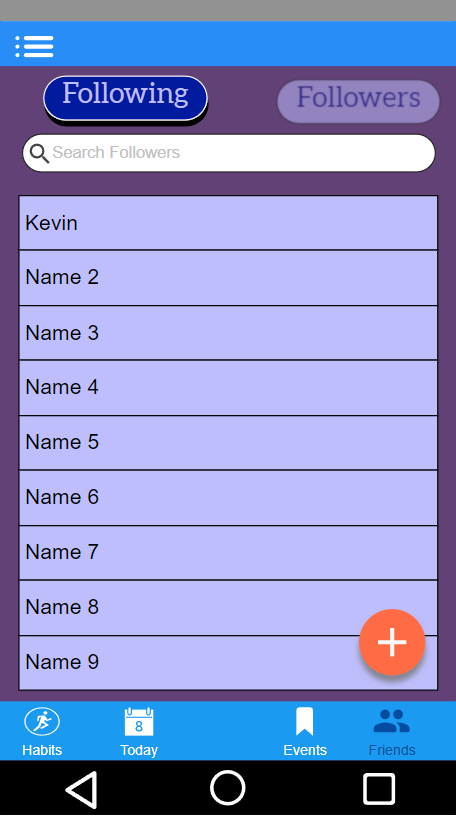 Following
Followers
Search Followers
Kevin
Name 2
Name 3
Name 4
Name 5
Name 6
Name 7
Name 8
Name 9
8
Habits
Today
Events
Friends